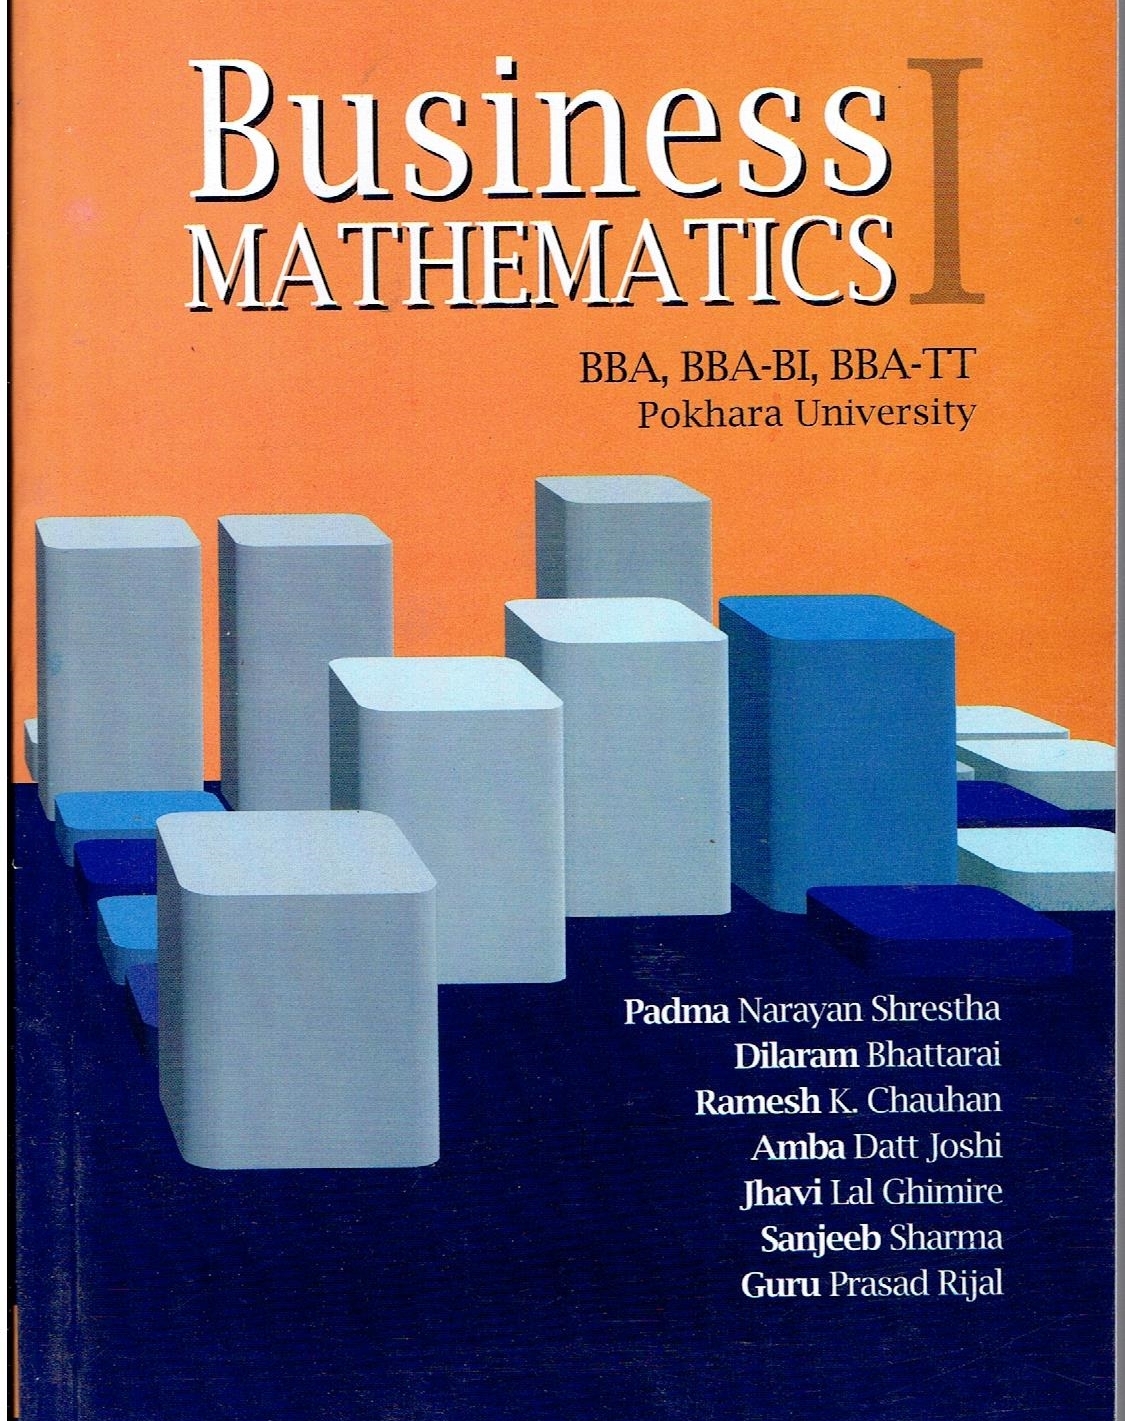 Business I
MATHEMATICS
BBA, BBA-BI, BBA-TT
Pokhara University
Padma Narayan Shrestha
Dilaram Bhattarai
Ramesh K. Chauhan
Amba Datt Joshi
Jhavi Lal Ghimire
Sanjeeb Sharma
Guru Prasad Rijal